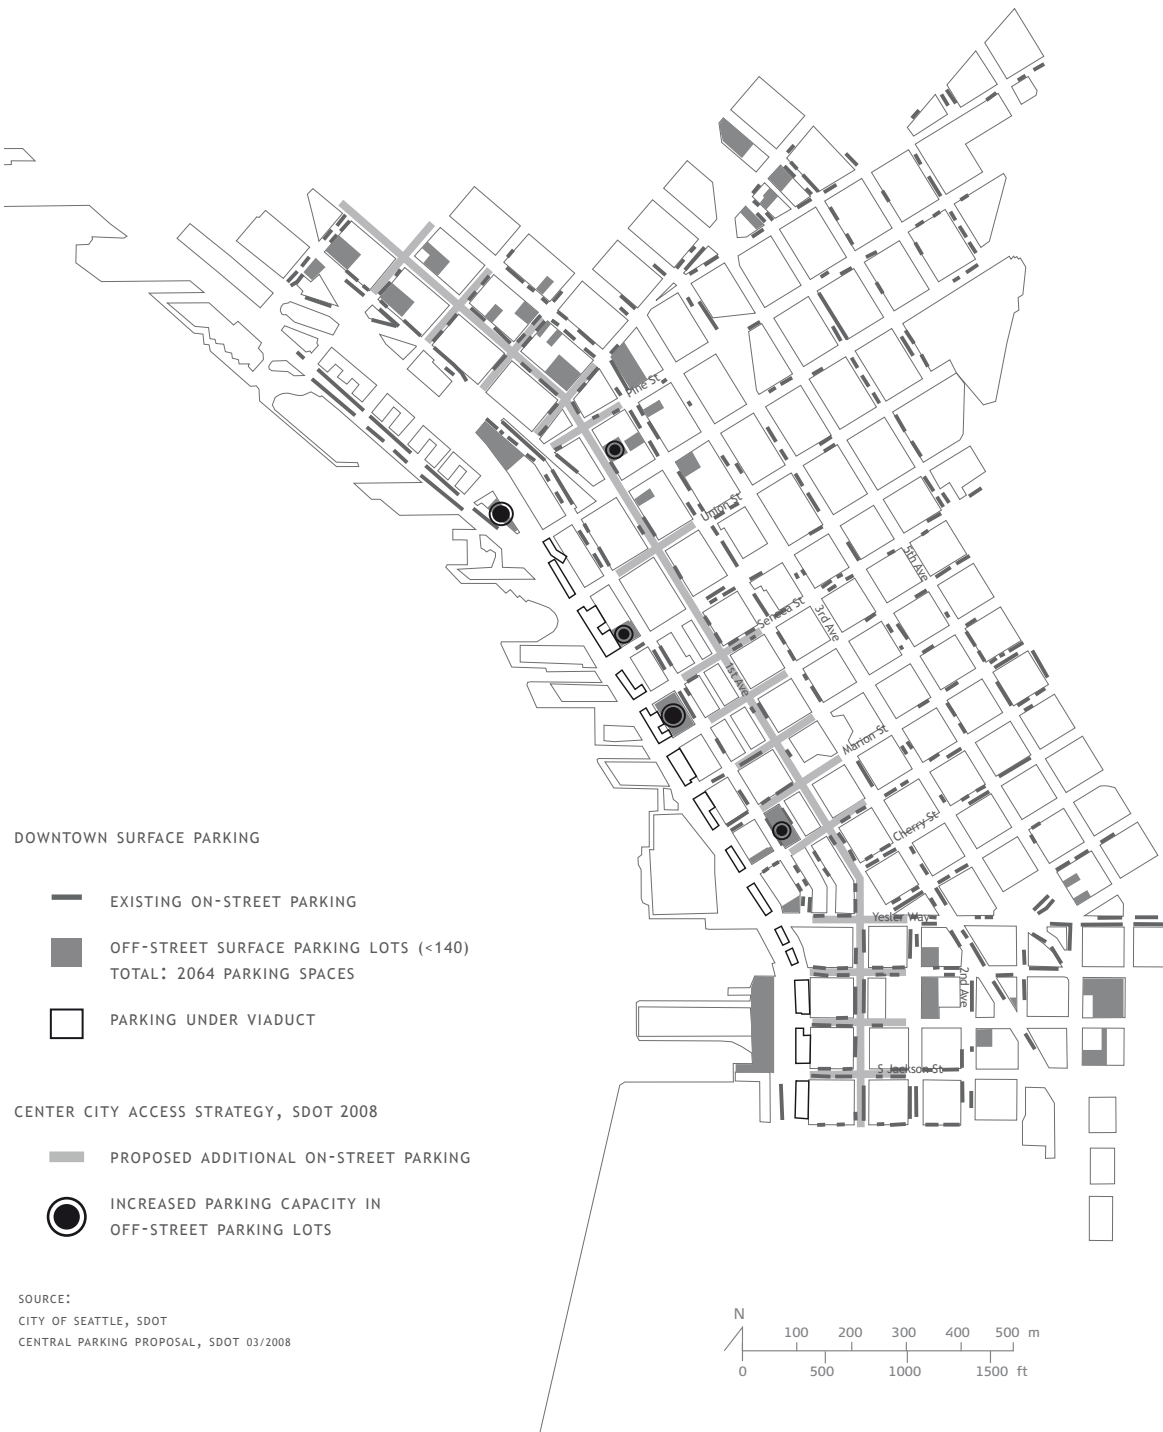 Pine St
Union St
5th Ave
Seneca St
3rd Ave
1st Ave
Marion St
Cherry St
Yesler Way
2nd Ave
S Jackson St
DOWNTOWN SURFACE PARKING
EXISTING ON-STREET PARKING
OFF-STREET SURFACE PARKING LOTS (<140)
TOTAL: 2064 PARKING SPACES
PARKING UNDER VIADUCT
CENTER CITY ACCESS STRATEGY, SDOT 2008
PROPOSED ADDITIONAL ON-STREET PARKING
INCREASED PARKING CAPACITY IN
OFF-STREET PARKING LOTS
SOURCE:
CITY OF SEATTLE, SDOT
CENTRAL PARKING PROPOSAL, SDOT 03/2008
N
100 200 300 400 500 m
0 500 1000 1500 ft